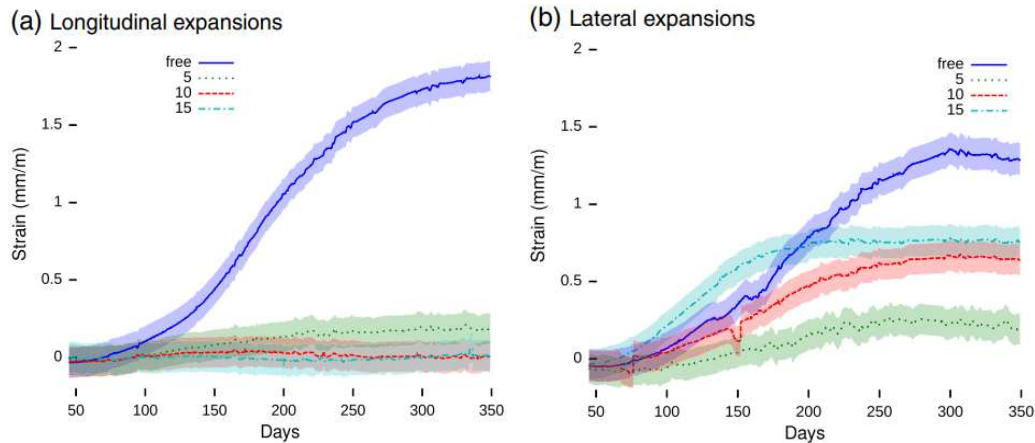 (a) Longitudinal expansions
2
free
5
10
15
1.5
1
0.5
0
Strain (mm/m)
50 100 150 200 250 300 350
Days
(b) Lateral expansions
2
free
5
10
15
1.5
1
0.5
0
Strain (mm/m)
50 100 150 200 250 300 350
Days